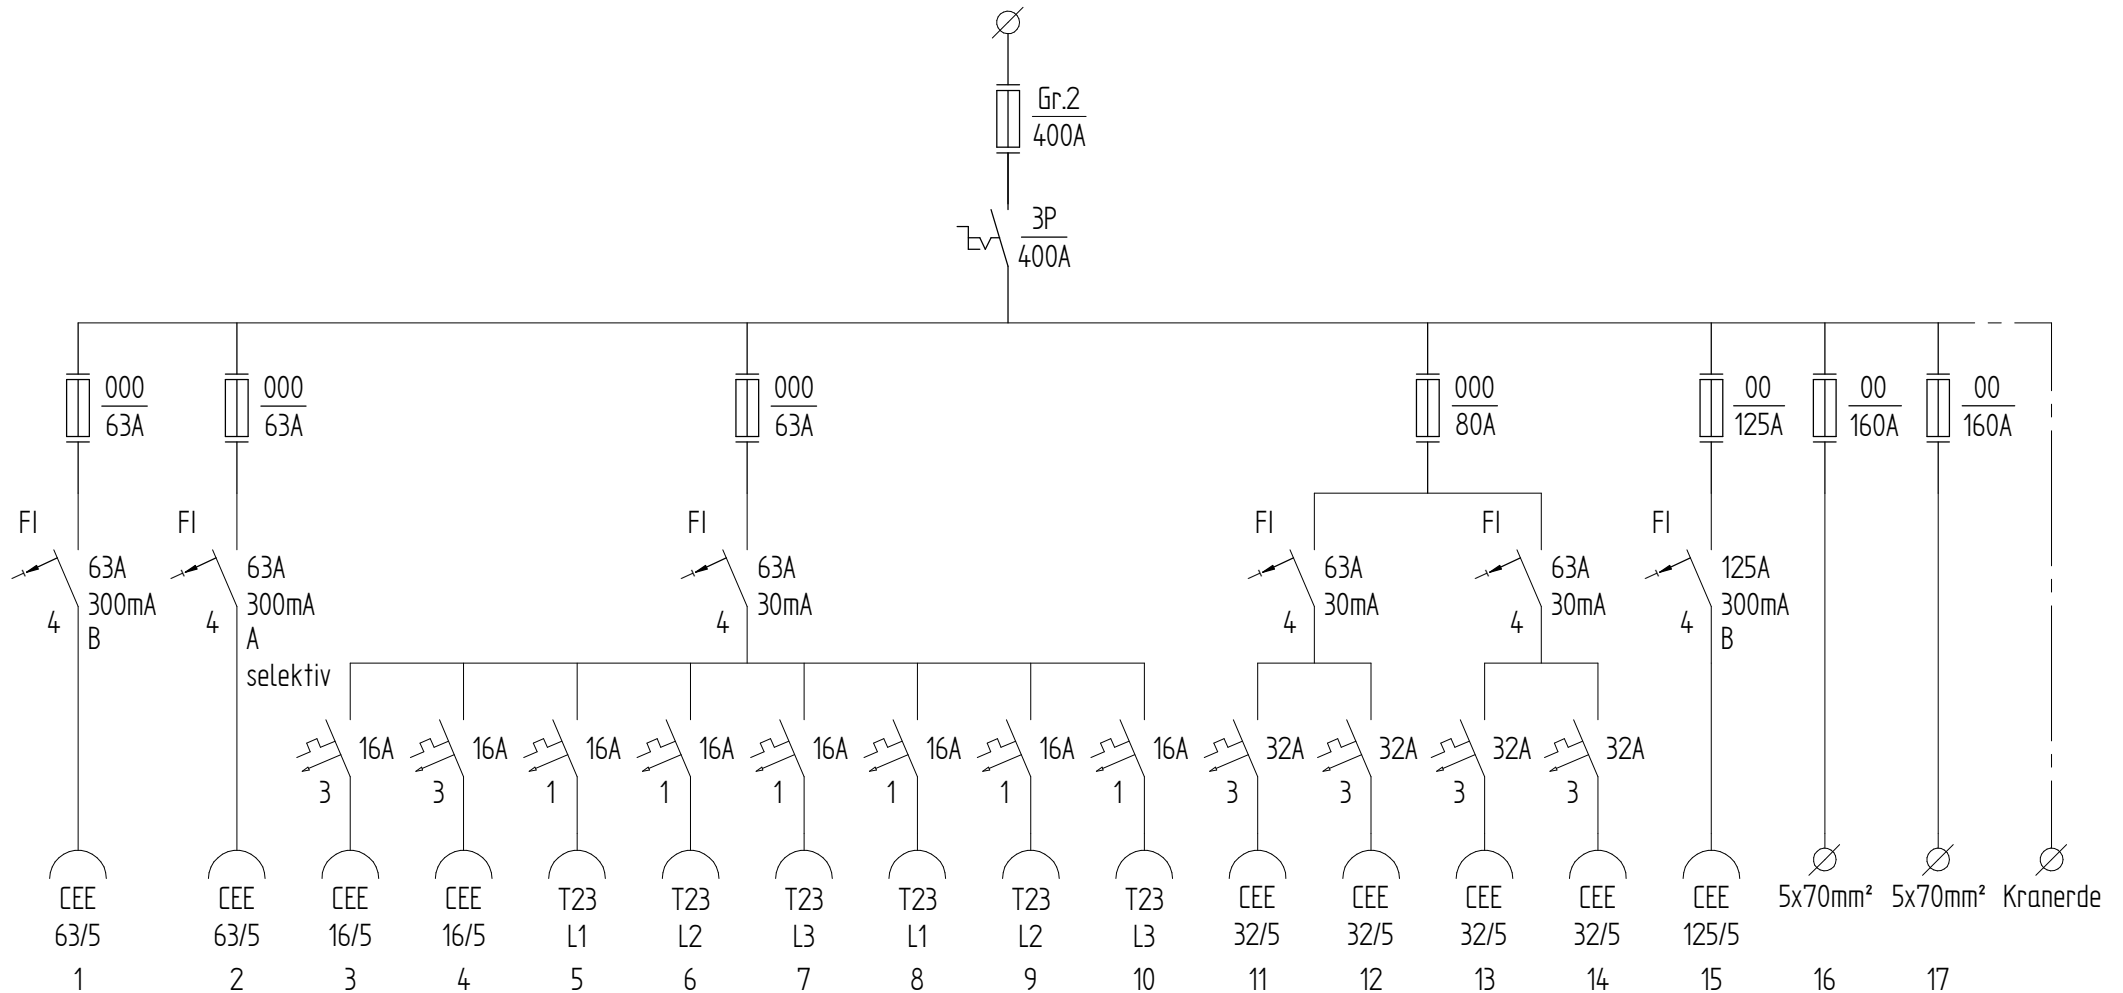 Gr.2
400A
3P
400A
000 000 000 000 00 00 00
63A 63A 63A 80A 125A 160A 160A
FI FI FI FI FI FI
63A 63A 63A 63A 63A 125A
300mA 300mA 30mA 30mA 30mA 300mA
4 4 4 4 4 4
B A B
selektiv
16A 16A 16A 16A 16A 16A 16A 16A 32A 32A 32A 32A
3 3 1 1 1 1 1 1 3 3 3 3
CEE CEE CEE CEE T23 T23 T23 T23 T23 T23 CEE CEE CEE CEE CEE 5x70mm² 5x70mm² Kranerde
63/5 63/5 16/5 16/5 L1 L2 L3 L1 L2 L3 32/5 32/5 32/5 32/5 125/5
1 2 3 4 5 6 7 8 9 10 11 12 13 14 15 16 17